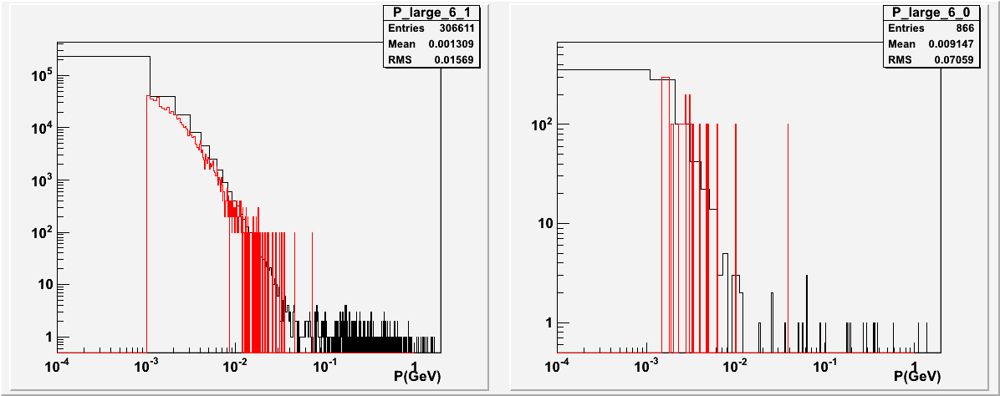 P_large_6_1
Entries 306611
Mean 0.001309
RMS 0.01569
10^5
10^4
10^3
10^2
10
1
10^-4
10^-3
10^-2
10^-1
1
P(GeV)
P_large_6_0
Entries 866
Mean 0.009147
RMS 0.07059
10^2
10
1
10^-4
10^-3
10^-2
10^-1
1
P(GeV)